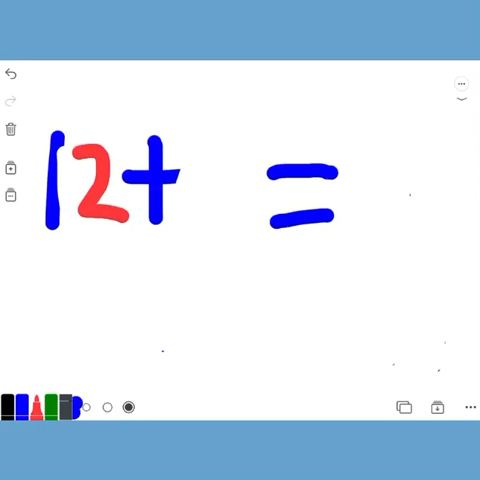 12+ =